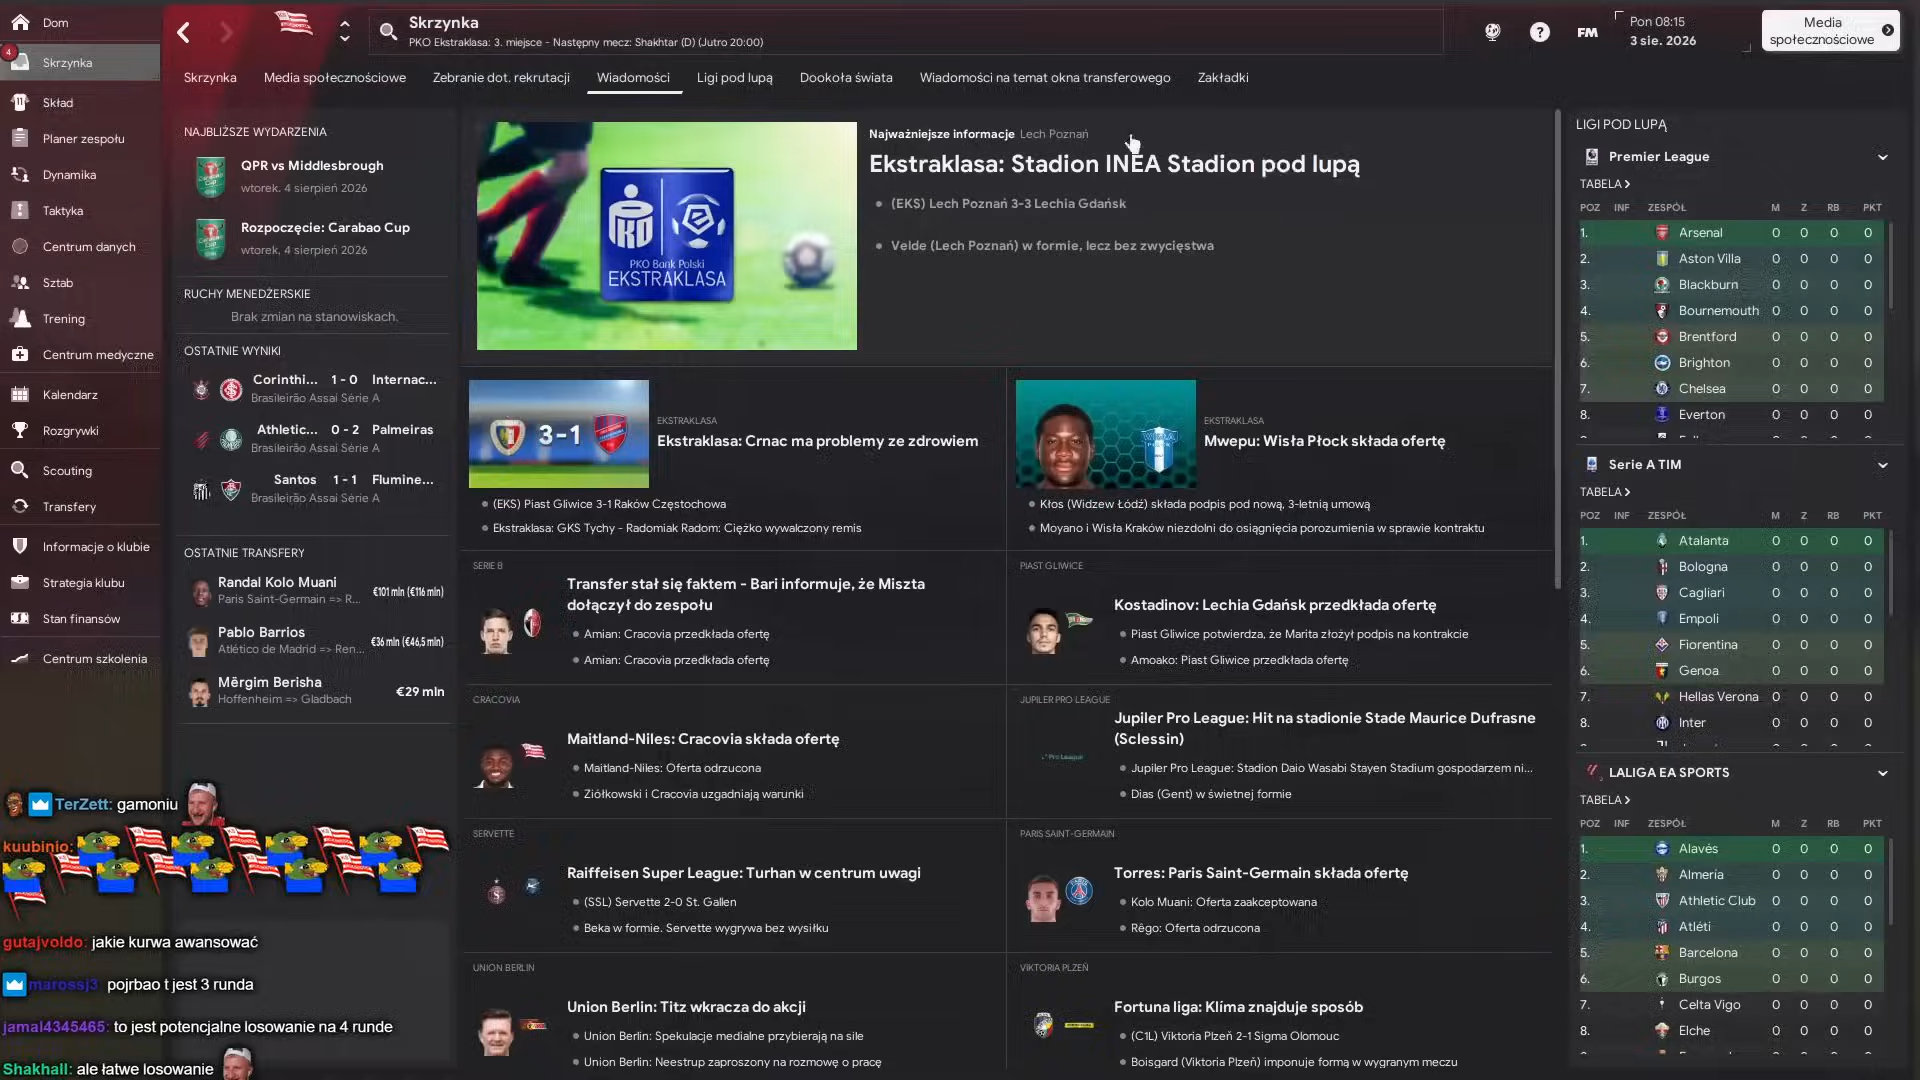 Dom
4
Skrzynka
Skład
Planer zespołu
Dynamika
Taktyka
Centrum danych
Sztab
Trening
Centrum medyczne
Kalendarz
Rozgrywki
Scouting
Transfery
Informacje o klubie
Strategia klubu
Stan finansów
Centrum szkolenia
Skrzynka
PKO Ekstraklasa: 3. miejsce - Następny mecz: Shakhtar (D) (Jutro 20:00)
FM
Pon 08:15
3 sie. 2026
Media społecznościowe
Skrzynka Media społecznościowe Zebranie dot. rekrutacji Wiadomości Ligi pod lupą Dookoła świata Wiadomości na temat okna transferowego Zakładki
NAJBLIŻSZE WYDARZENIA
QPR vs Middlesbrough
wtorek, 4 sierpień 2026
Rozpoczęcie: Carabao Cup
wtorek, 4 sierpień 2026
RUCHY MENEDŻERSKIE
Brak zmian na stanowiskach.
OSTATNIE WYNIKI
Corinthi... 1 - 0 Internac...
Brasileirão Assaí Série A
Athletic... 0 - 2 Palmeiras
Brasileirão Assaí Série A
Santos 1 - 1 Flumine...
Brasileirão Assaí Série A
OSTATNIE TRANSFERY
Randal Kolo Muani
Paris Saint-Germain => R... €101 mln (€116 mln)
Pablo Barrios
Atlético de Madrid => Ren... €36 mln (€46,5 mln)
Mërgim Berisha
Hoffenheim => Gladbach €29 mln
PKO Bank Polski
EKSTRAKLASA
Najważniejsze informacje Lech Poznań
Ekstraklasa: Stadion INEA Stadion pod lupą
(EKS) Lech Poznań 3-3 Lechia Gdańsk
Velde (Lech Poznań) w formie, lecz bez zwycięstwa
3-1
EKSTRAKLASA
Ekstraklasa: Crnac ma problemy ze zdrowiem
(EKS) Piast Gliwice 3-1 Raków Częstochowa
Ekstraklasa: GKS Tychy - Radomiak Radom: Ciężko wywalczony remis
EKSTRAKLASA
Mwepu: Wisła Płock składa ofertę
Kłos (Widzew Łódź) składa podpis pod nową, 3-letnią umową
Moyano i Wisła Kraków niezdolni do osiągnięcia porozumienia w sprawie kontraktu
SERIE B
Transfer stał się faktem - Bari informuje, że Miszta
dołączył do zespołu
Amian: Cracovia przedkłada ofertę
Amian: Cracovia przedkłada ofertę
PIAST GLIWICE
Kostadinov: Lechia Gdańsk przedkłada ofertę
Piast Gliwice potwierdza, że Marita złożył podpis na kontrakcie
Amoako: Piast Gliwice przedkłada ofertę
CRACOVIA
Maitland-Niles: Cracovia składa ofertę
Maitland-Niles: Oferta odrzucona
Ziółkowski i Cracovia uzgadniają warunki
JUPILER PRO LEAGUE
Jupiler Pro League: Hit na stadionie Stade Maurice Dufrasne
(Sclessin)
Jupiler Pro League: Stadion Daio Wasabi Stayen Stadium gospodarzem ni...
Dias (Gent) w świetnej formie
SERVETTE
Raiffeisen Super League: Turhan w centrum uwagi
(SSL) Servette 2-0 St. Gallen
Beka w formie. Servette wygrywa bez wysiłku
PARIS SAINT-GERMAIN
Torres: Paris Saint-Germain składa ofertę
Kolo Muani: Oferta zaakceptowana
Rêgo: Oferta odrzucona
UNION BERLIN
Union Berlin: Titz wkracza do akcji
Union Berlin: Spekulacje medialne przybierają na sile
Union Berlin: Neestrup zaproszony na rozmowę o pracę
VIKTORIA PLZEŃ
Fortuna liga: Klíma znajduje sposób
(C1L) Viktoria Plzeň 2-1 Sigma Olomouc
Boisgard (Viktoria Plzeň) imponuje formą w wygranym meczu
LIGI POD LUPĄ
Premier League
TABELA
POZ INF ZESPÓŁ M Z RB PKT
1. Arsenal 0 0 0 0
2. Aston Villa 0 0 0 0
3. Blackburn 0 0 0 0
4. Bournemouth 0 0 0 0
5. Brentford 0 0 0 0
6. Brighton 0 0 0 0
7. Chelsea 0 0 0 0
8. Everton 0 0 0 0
Serie A TIM
TABELA
POZ INF ZESPÓŁ M Z RB PKT
1. Atalanta 0 0 0 0
2. Bologna 0 0 0 0
3. Cagliari 0 0 0 0
4. Empoli 0 0 0 0
5. Fiorentina 0 0 0 0
6. Genoa 0 0 0 0
7. Hellas Verona 0 0 0 0
8. Inter 0 0 0 0
LALIGA EA SPORTS
TABELA
POZ INF ZESPÓŁ M Z RB PKT
1. Alavés 0 0 0 0
2. Almería 0 0 0 0
3. Athletic Club 0 0 0 0
4. Atléti 0 0 0 0
5. Barcelona 0 0 0 0
6. Burgos 0 0 0 0
7. Celta Vigo 0 0 0 0
8. Elche 0 0 0 0
TerZett: gamoniu
kuubinio:
gutajvoldo: jakie kurwa awansować
marossj3 pojrbao t jest 3 runda
jamal4345465: to jest potencjalne losowanie na 4 runde
Shakhall: ale łatwe losowanie